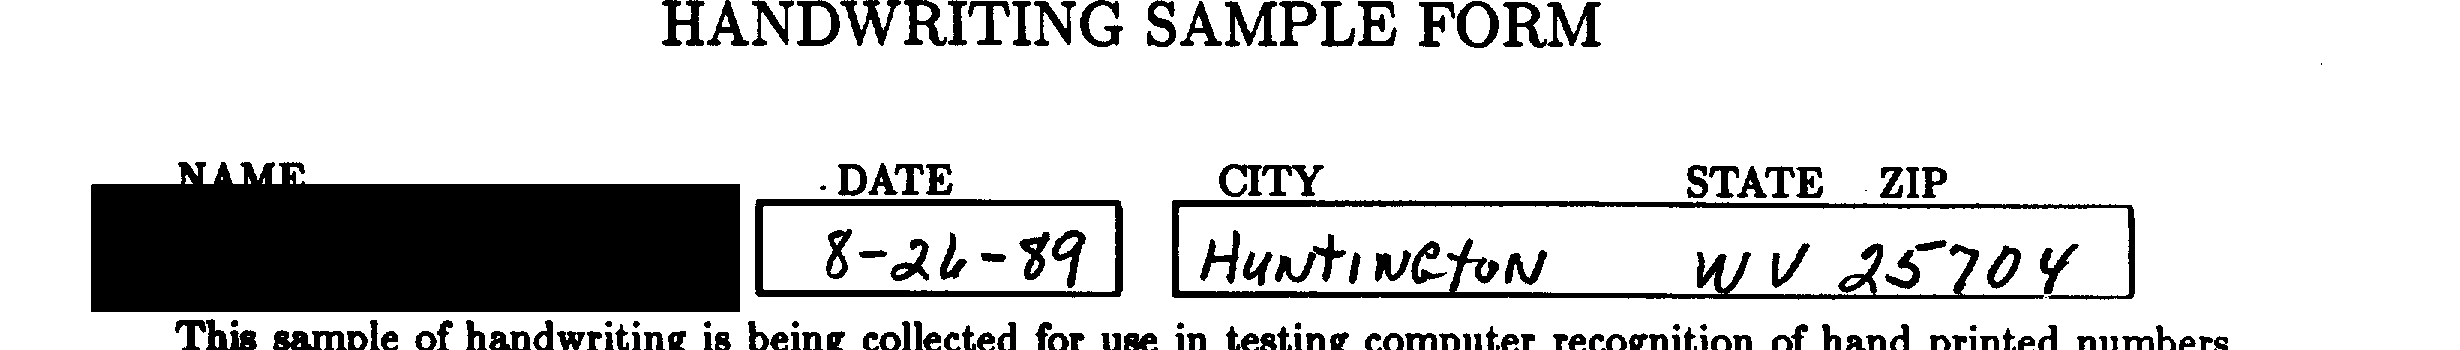 HANDWRITING SAMPLE FORM
NAME DATE CITY STATE ZIP
8-26-89 HUNTINGTON WV 25704
This sample of handwriting is being collected for use in testing computer recognition of hand printed numbers